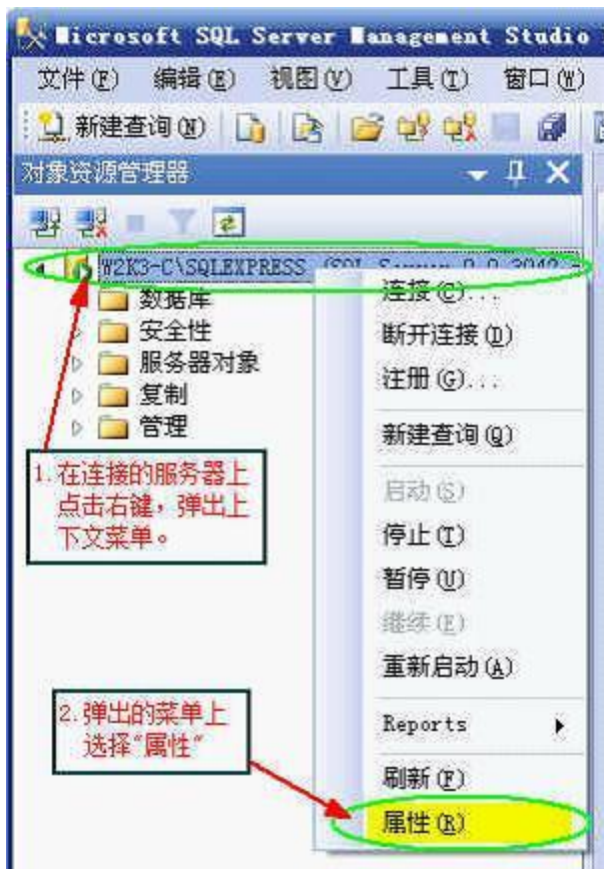 Microsoft SQL Server Management Studio
文件(F) 编辑(E) 视图(V) 工具(T) 窗口(W)
新建查询(N)
对象资源管理器
W2K3-C\SQLEXPRESS (SQL Server 9.0.3042 -
数据库
安全性
服务器对象
复制
管理
1.在连接的服务器上
点击右键，弹出上
下文菜单。
连接(C)...
断开连接(D)
注册(G)...
新建查询(Q)
启动(S)
停止(T)
暂停(U)
继续(E)
重新启动(A)
Reports
刷新(F)
属性(R)
2.弹出的菜单上
选择“属性”